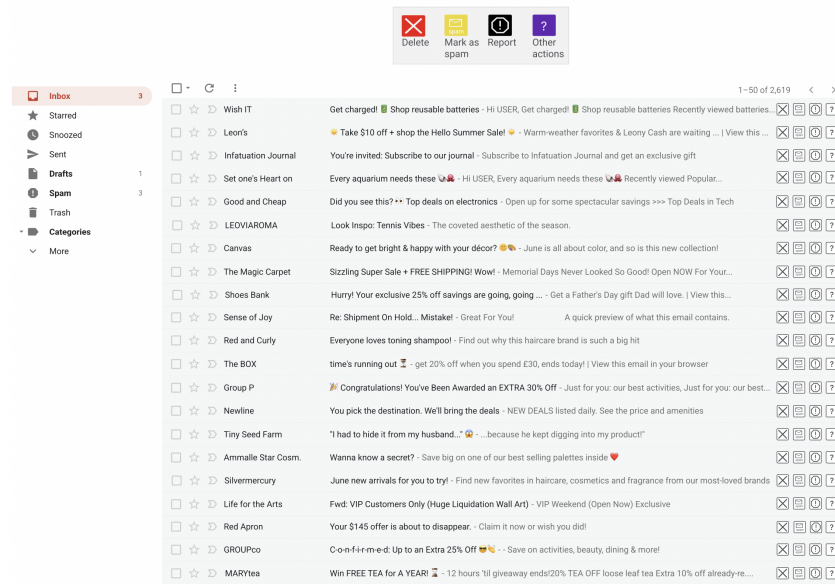 spam
?
Delete
Mark as spam
Report
Other actions
1–50 of 2,619
Inbox 3
Starred
Snoozed
Sent
Drafts 1
Spam 3
Trash
Categories
More
Wish IT Get charged! 🔋 Shop reusable batteries - Hi USER, Get charged! 🔋 Shop reusable batteries Recently viewed batteries...
Leon's ☀️ Take $10 off + shop the Hello Summer Sale! ☀️ - Warm-weather favorites & Leony Cash are waiting ... | View this ...
Infatuation Journal You're invited: Subscribe to our journal - Subscribe to Infatuation Journal and get an exclusive gift
Set one's Heart on Every aquarium needs these 🐚🐙 - Hi USER, Every aquarium needs these 🐚🐙 Recently viewed Popular...
Good and Cheap Did you see this? 👀 Top deals on electronics - Open up for some spectacular savings >>> Top Deals in Tech
LEOVIAROMA Look Inspo: Tennis Vibes - The coveted aesthetic of the season.
Canvas Ready to get bright & happy with your décor? 🌞🎨 - June is all about color, and so is this new collection!
The Magic Carpet Sizzling Super Sale + FREE SHIPPING! Wow! - Memorial Days Never Looked So Good! Open NOW For Your...
Shoes Bank Hurry! Your exclusive 25% off savings are going, going ... - Get a Father's Day gift Dad will love. | View this...
Sense of Joy Re: Shipment On Hold... Mistake! - Great For You! A quick preview of what this email contains.
Red and Curly Everyone loves toning shampoo! - Find out why this haircare brand is such a big hit
The BOX time's running out ⏳ - get 20% off when you spend £30, ends today! | View this email in your browser
Group P 🎉 Congratulations! You've Been Awarded an EXTRA 30% Off - Just for you: our best activities, Just for you: our best...
Newline You pick the destination. We'll bring the deals - NEW DEALS listed daily. See the price and amenities
Tiny Seed Farm "I had to hide it from my husband..." 😱 - ...because he kept digging into my product!"
Ammalle Star Cosm. Wanna know a secret? - Save big on one of our best selling palettes inside ❤️
Silvermercury June new arrivals for you to try! - Find new favorites in haircare, cosmetics and fragrance from our most-loved brands
Life for the Arts Fwd: VIP Customers Only (Huge Liquidation Wall Art) - VIP Weekend (Open Now) Exclusive
Red Apron Your $145 offer is about to disappear. - Claim it now or wish you did!
GROUPco C-o-n-f-i-r-m-e-d: Up to an Extra 25% Off 😎👏 - - Save on activities, beauty, dining & more!
MARYtea Win FREE TEA for A YEAR! ⏳ - 12 hours 'til giveaway ends!20% TEA OFF loose leaf tea Extra 10% off already-re....